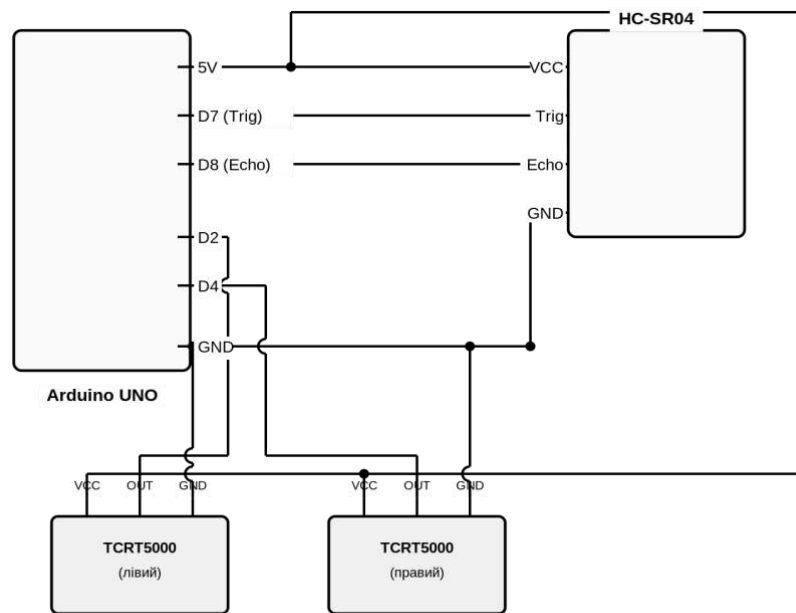 HC-SR04
5V
VCC
D7 (Trig)
Trig
D8 (Echo)
Echo
GND
D2
D4
GND
Arduino UNO
VCC OUT GND
VCC OUT GND
TCRT5000
(лівий)
TCRT5000
(правий)